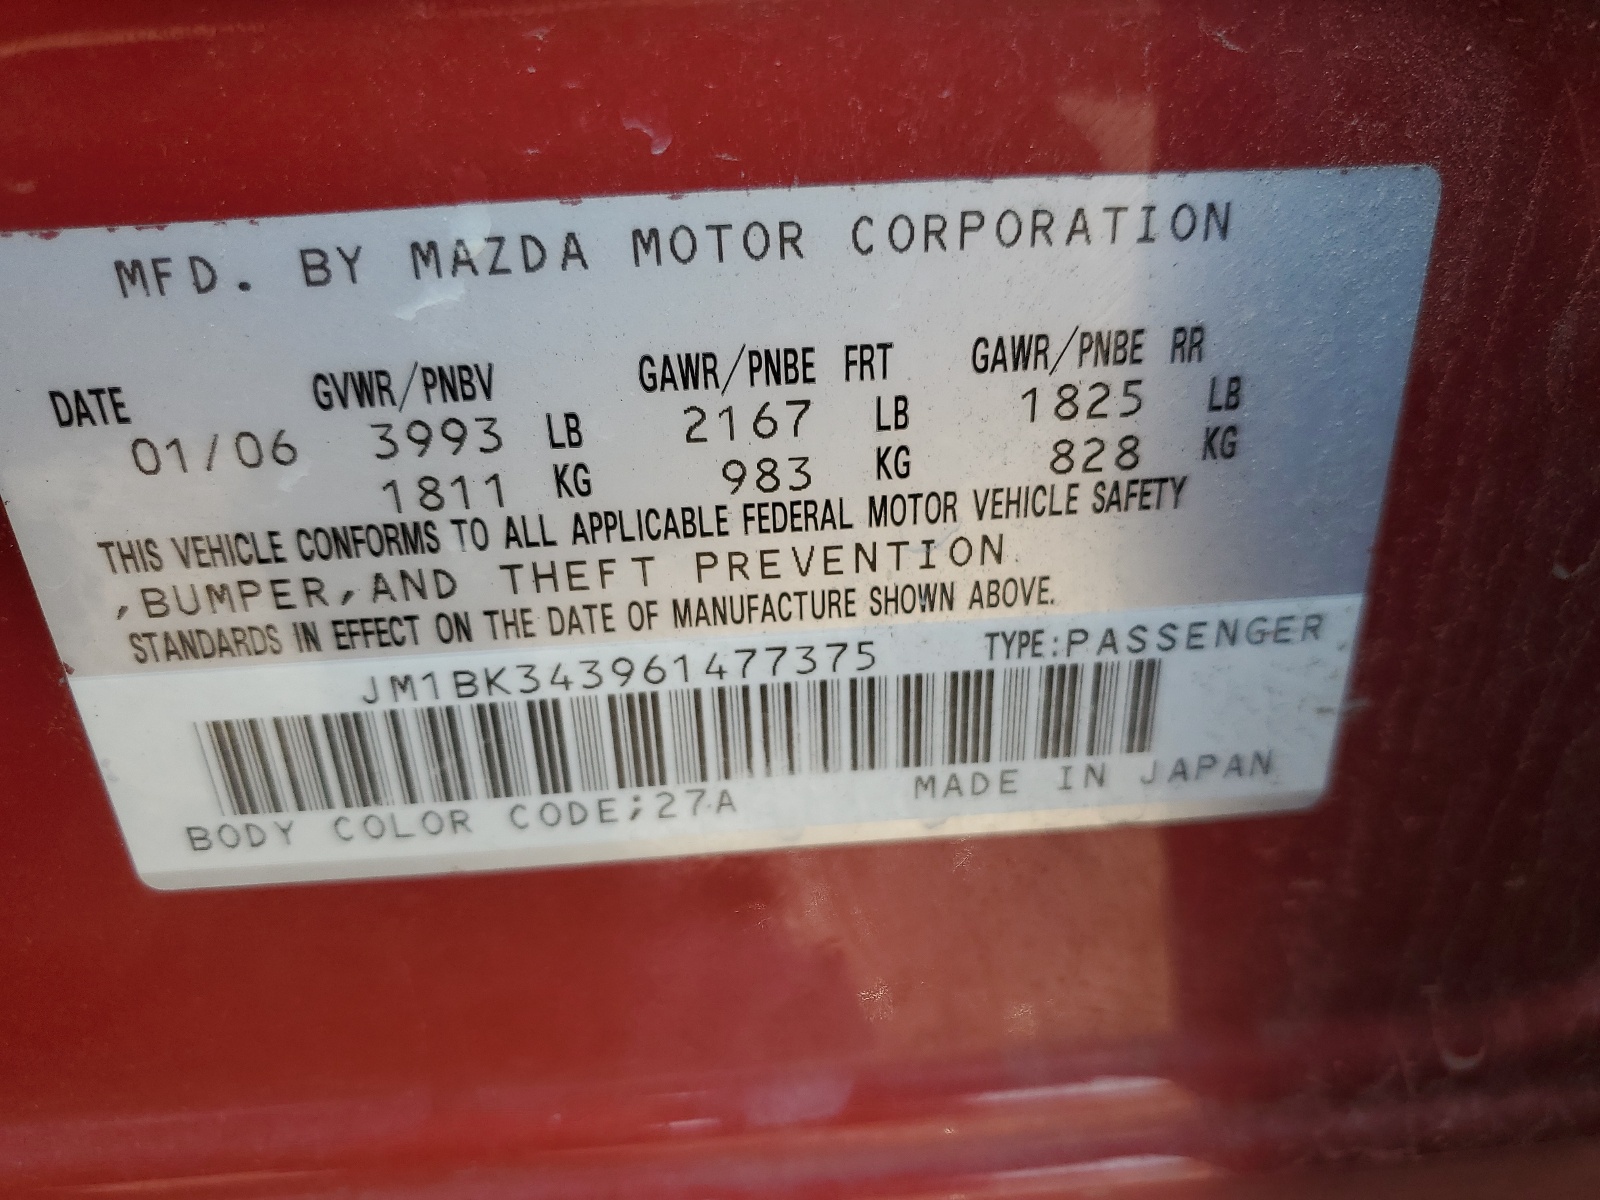 MFD. BY MAZDA MOTOR CORPORATION
DATE GVWR/PNBV GAWR/PNBE FRT GAWR/PNBE RR
01/06 3993 LB 2167 LB 1825 LB
1811 KG 983 KG 828 KG
THIS VEHICLE CONFORMS TO ALL APPLICABLE FEDERAL MOTOR VEHICLE SAFETY
,BUMPER,AND THEFT PREVENTION
STANDARDS IN EFFECT ON THE DATE OF MANUFACTURE SHOWN ABOVE.
JM1BK343961477375 TYPE:PASSENGER
BODY COLOR CODE;27A MADE IN JAPAN